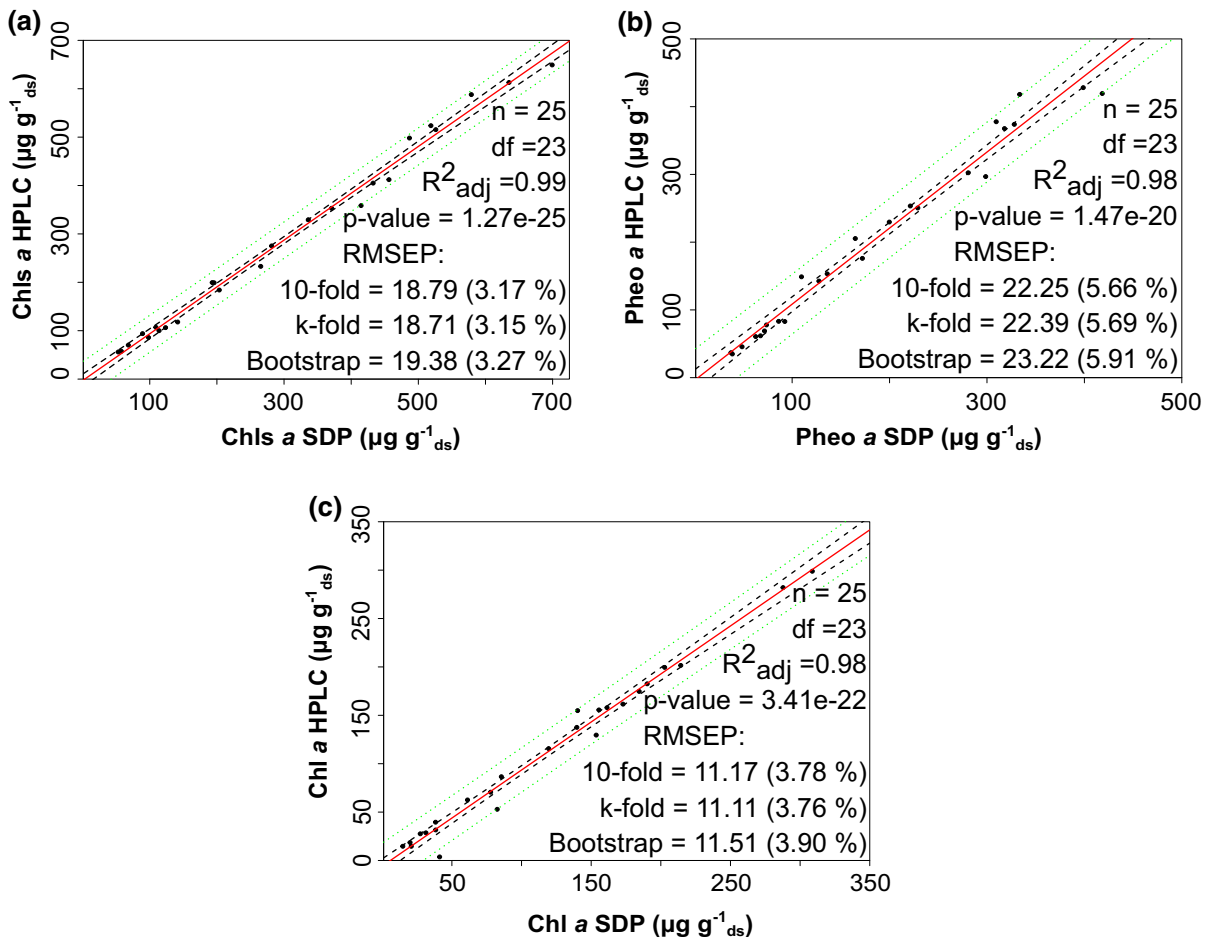 (a)
700
500
300
100
0
Chls a HPLC (µg g⁻¹ds)
n = 25
df =23
R²adj =0.99
p-value = 1.27e-25
RMSEP:
10-fold = 18.79 (3.17 %)
k-fold = 18.71 (3.15 %)
Bootstrap = 19.38 (3.27 %)
100 300 500 700
Chls a SDP (µg g⁻¹ds)
(b)
500
300
100
0
Pheo a HPLC (µg g⁻¹ds)
n = 25
df =23
R²adj =0.98
p-value = 1.47e-20
RMSEP:
10-fold = 22.25 (5.66 %)
k-fold = 22.39 (5.69 %)
Bootstrap = 23.22 (5.91 %)
100 300 500
Pheo a SDP (µg g⁻¹ds)
(c)
350
250
150
50
0
Chl a HPLC (µg g⁻¹ds)
n = 25
df =23
R²adj =0.98
p-value = 3.41e-22
RMSEP:
10-fold = 11.17 (3.78 %)
k-fold = 11.11 (3.76 %)
Bootstrap = 11.51 (3.90 %)
50 150 250 350
Chl a SDP (µg g⁻¹ds)